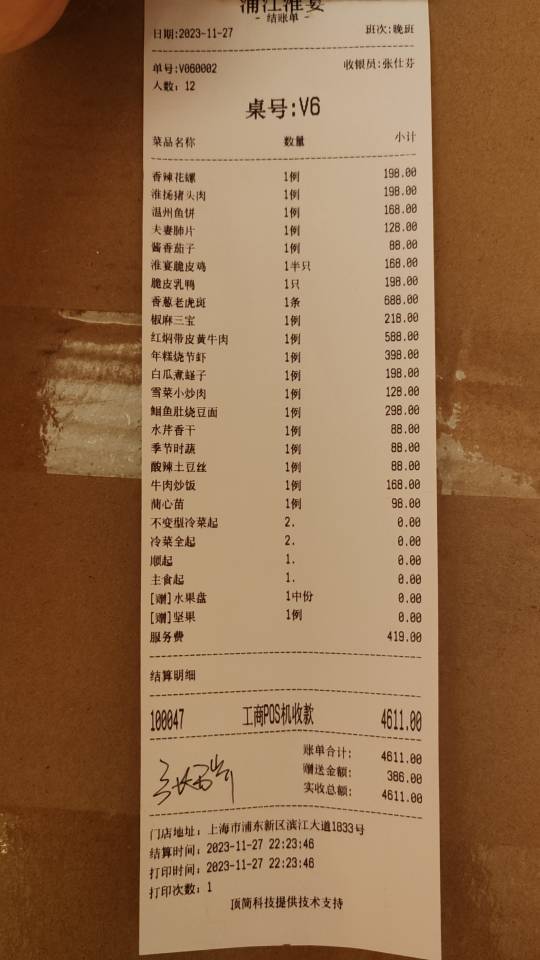 浦江淮宴
- 结账单 -
日期:2023-11-27 班次:晚班
单号:V060002 收银员:张仕芬
人数: 12
桌号:V6
菜品名称 数量 小计
香辣花螺 1例 198.00
淮扬猪头肉 1例 198.00
温州鱼饼 1例 168.00
夫妻肺片 1例 128.00
酱香茄子 1例 88.00
淮宴脆皮鸡 1半只 168.00
脆皮乳鸭 1只 198.00
香葱老虎斑 1条 688.00
椒麻三宝 1例 218.00
红焖带皮黄牛肉 1例 588.00
年糕烧节虾 1例 398.00
白瓜煮蛏子 1例 198.00
雪菜小炒肉 1例 128.00
鮰鱼肚烧豆面 1例 298.00
水芹香干 1例 88.00
季节时蔬 1例 88.00
酸辣土豆丝 1例 88.00
牛肉炒饭 1例 168.00
蔺心苗 1例 98.00
不变型冷菜起 2. 0.00
冷菜全起 2. 0.00
顺起 1. 0.00
主食起 1. 0.00
[赠]水果盘 1中份 0.00
[赠]坚果 1例 0.00
服务费 419.00
结算明细
100047 工商POS机收款 4611.00
账单合计: 4611.00
赠送金额: 386.00
实收总额: 4611.00
门店地址: 上海市浦东新区滨江大道1833号
结算时间: 2023-11-27 22:23:46
打印时间: 2023-11-27 22:23:46
打印次数: 1
顶简科技提供技术支持